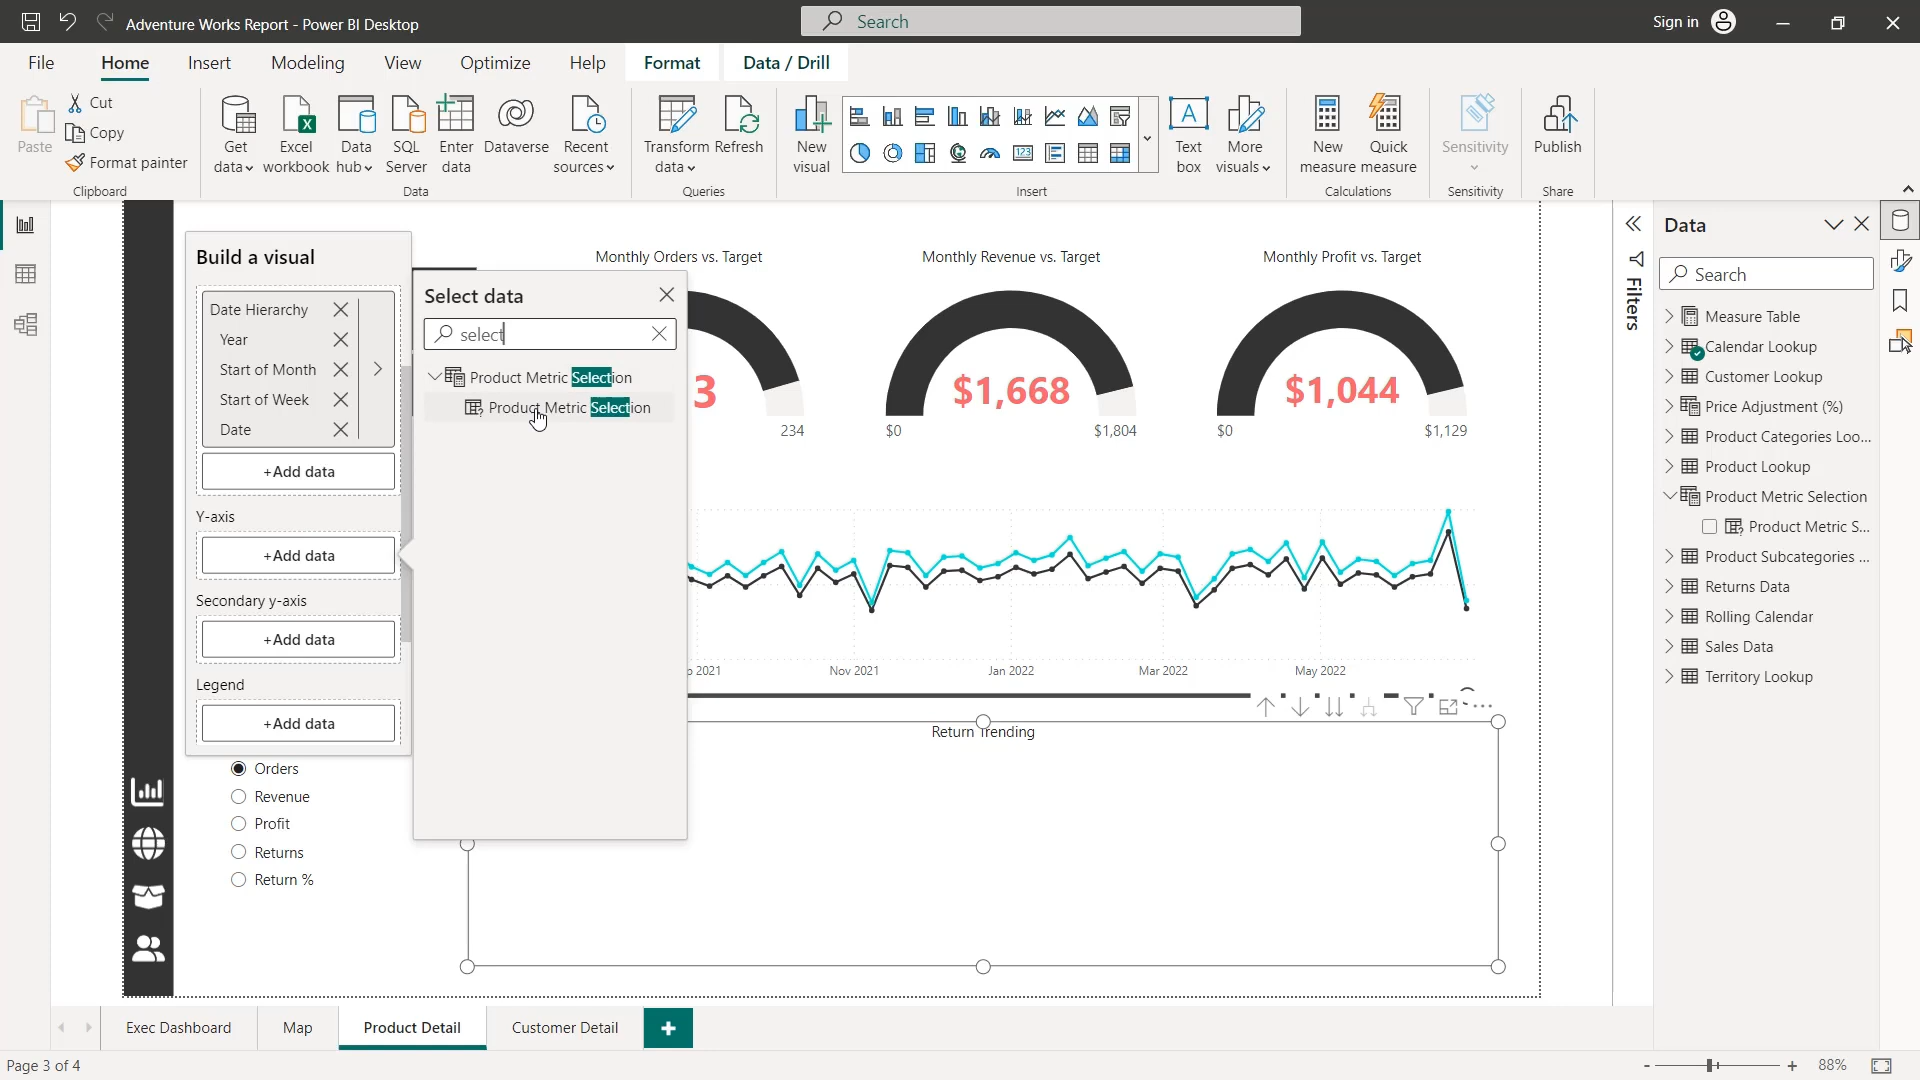 Adventure Works Report - Power BI Desktop
Search
Sign in
File
Home
Insert
Modeling
View
Optimize
Help
Format
Data / Drill
Paste
Cut
Copy
Format painter
Clipboard
Get data
Excel workbook
Data hub
SQL Server
Enter data
Dataverse
Recent sources
Data
Transform data
Refresh
Queries
New visual
123
Text box
More visuals
Insert
New measure
Quick measure
Calculations
Sensitivity
Sensitivity
Publish
Share
Build a visual
Date Hierarchy
Year
Start of Month
Start of Week
Date
+Add data
Y-axis
+Add data
Secondary y-axis
+Add data
Legend
+Add data
Orders
Revenue
Profit
Returns
Return %
Select data
select
Product Metric Selection
Product Metric Selection
Monthly Orders vs. Target
3
234
Monthly Revenue vs. Target
$1,668
$0
$1,804
Monthly Profit vs. Target
$1,044
$0
$1,129
2021
Nov 2021
Jan 2022
Mar 2022
May 2022
Return Trending
Filters
Data
Search
Measure Table
Calendar Lookup
Customer Lookup
Price Adjustment (%)
Product Categories Loo...
Product Lookup
Product Metric Selection
Product Metric S...
Product Subcategories ...
Returns Data
Rolling Calendar
Sales Data
Territory Lookup
Exec Dashboard
Map
Product Detail
Customer Detail
+
Page 3 of 4
- + 88%